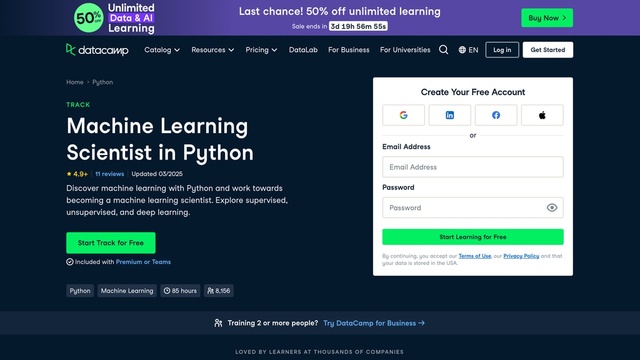 50% OFF
Unlimited
Data & AI
Learning
Last chance! 50% off unlimited learning
Sale ends in 3d 19h 56m 55s
Buy Now >
datacamp
Catalog
Resources
Pricing
DataLab
For Business
For Universities
EN
Log in
Get Started
Home > Python
TRACK
Machine Learning
Scientist in Python
4.9+
11 reviews
Updated 03/2025
Discover machine learning with Python and work towards
becoming a machine learning scientist. Explore supervised,
unsupervised, and deep learning.
Start Track for Free
Included with Premium or Teams
Python
Machine Learning
85 hours
8,156
Create Your Free Account
or
Email Address
Email Address
Password
Password
Start Learning for Free
By continuing, you accept our Terms of Use, our Privacy Policy and that
your data is stored in the USA.
Training 2 or more people? Try DataCamp for Business →
LOVED BY LEARNERS AT THOUSANDS OF COMPANIES